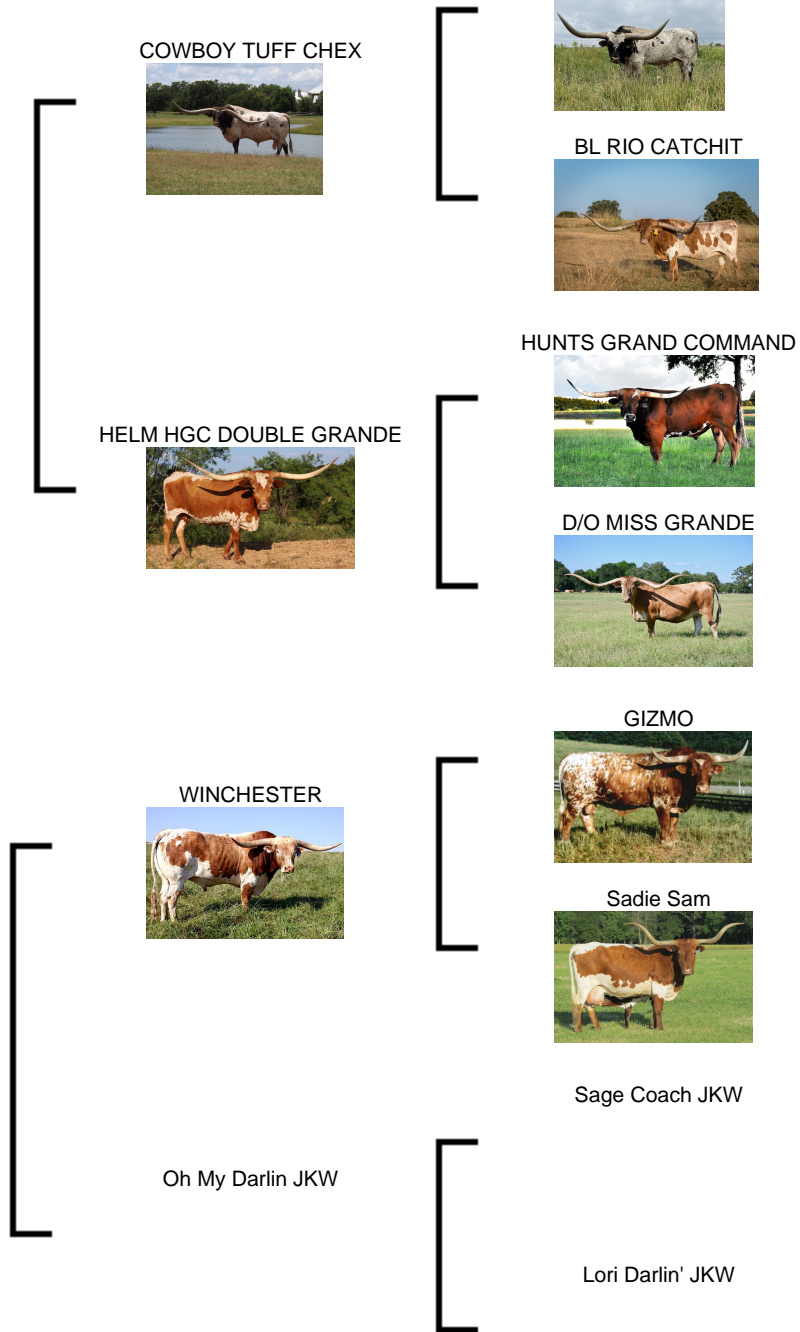 COWBOY TUFF CHEX
BL RIO CATCHIT
HUNTS GRAND COMMAND
HELM HGC DOUBLE GRANDE
D/O MISS GRANDE
GIZMO
WINCHESTER
Sadie Sam
Sage Coach JKW
Oh My Darlin JKW
Lori Darlin' JKW